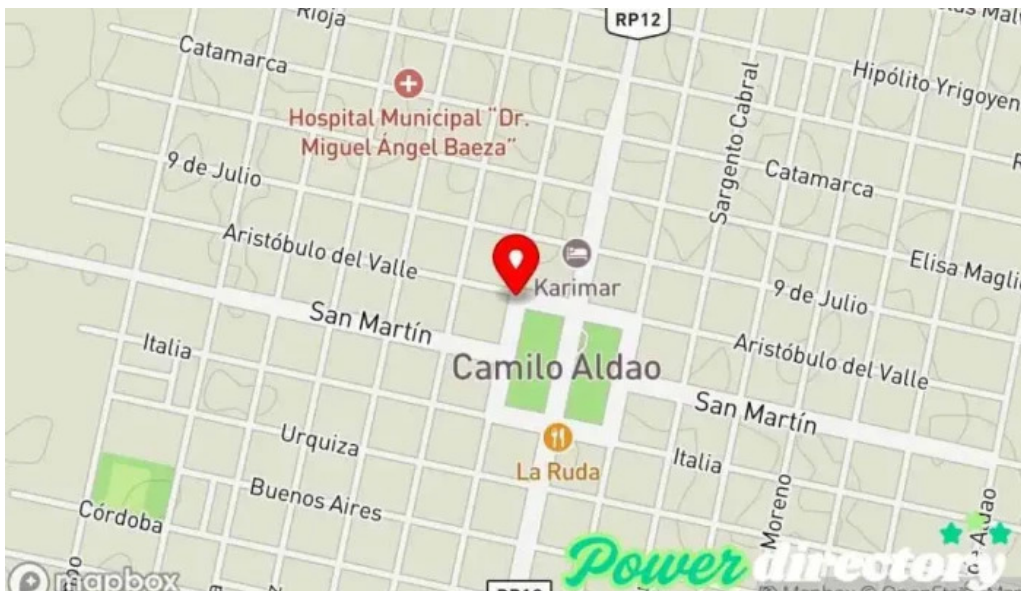 Rioja
RP12
Catamarca
Hipólito Yrigoyen
Hospital Municipal "Dr.
Miguel Ángel Baeza"
Sargento Cabral
Catamarca
9 de Julio
Aristóbulo del Valle
Karimar
Elisa
9 de Julio
San Martín
Aristóbulo del Valle
Italia
Camilo Aldao
San Martín
Urquiza
La Ruda
Italia
Buenos Aires
Moreno
Córdoba
Power directory
mapbox